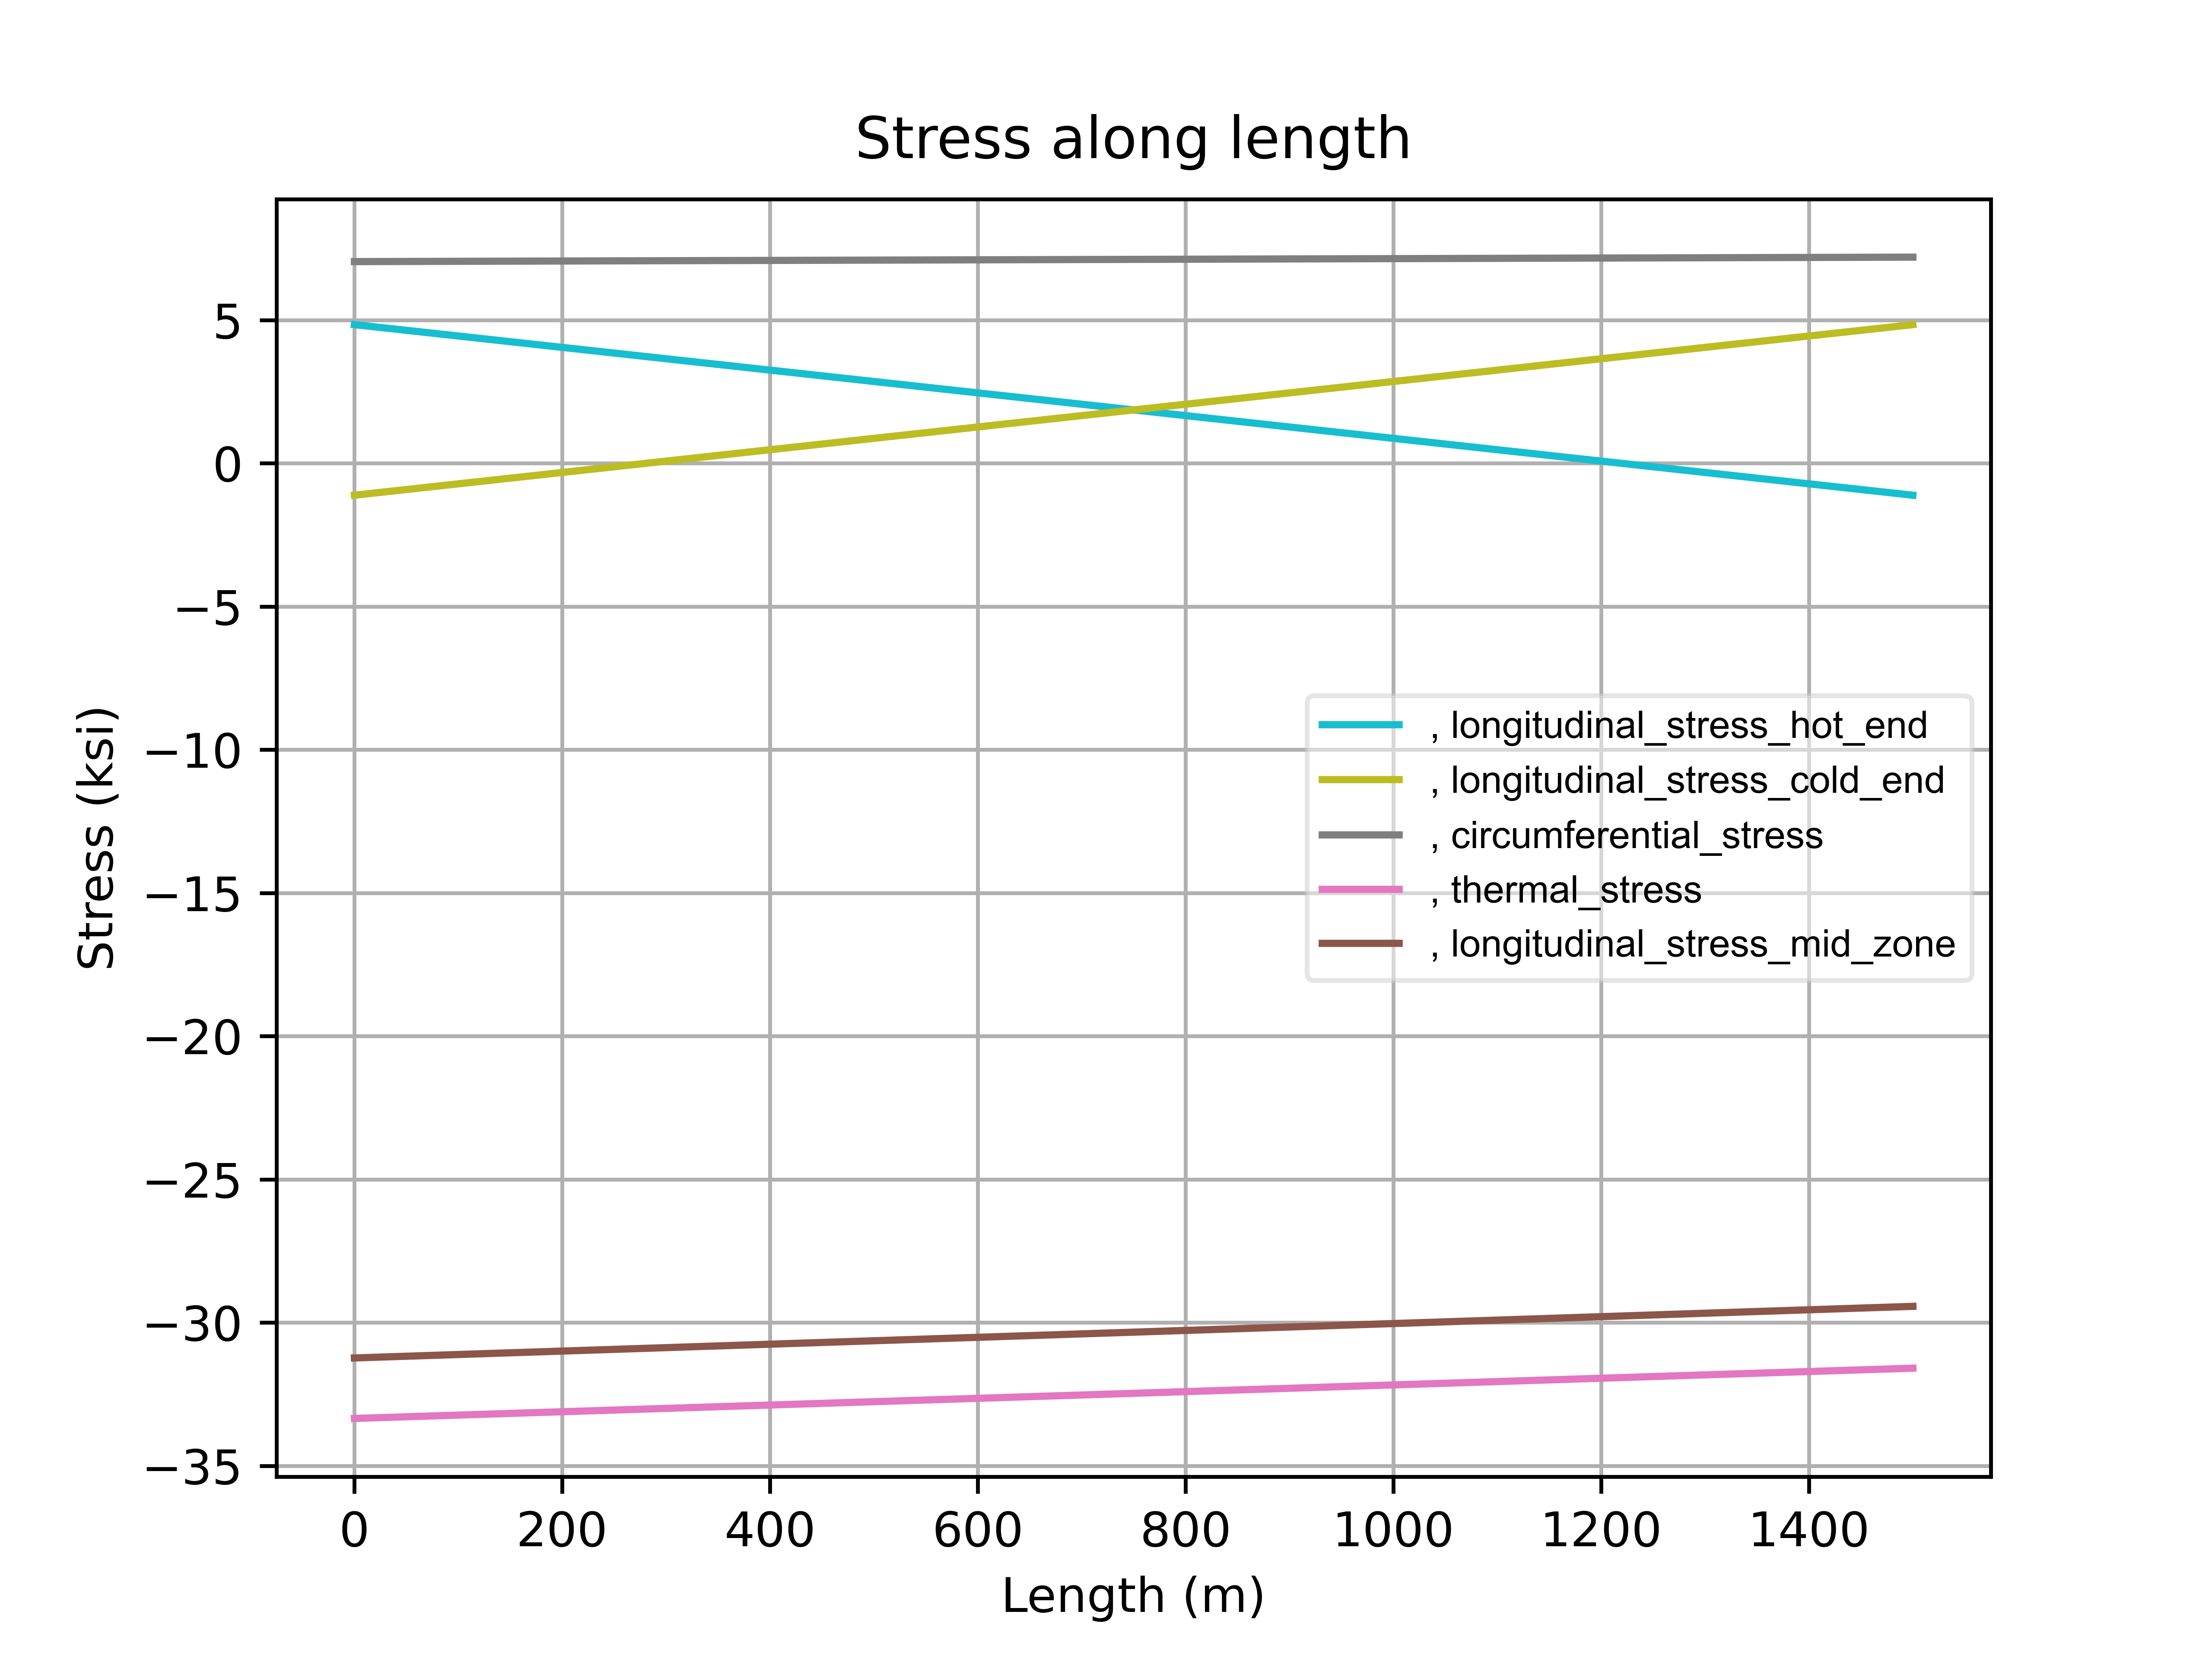 Stress along length
Stress (ksi)
5
0
−5
−10
−15
−20
−25
−30
−35
, longitudinal_stress_hot_end
, longitudinal_stress_cold_end
, circumferential_stress
, thermal_stress
, longitudinal_stress_mid_zone
0 200 400 600 800 1000 1200 1400
Length (m)